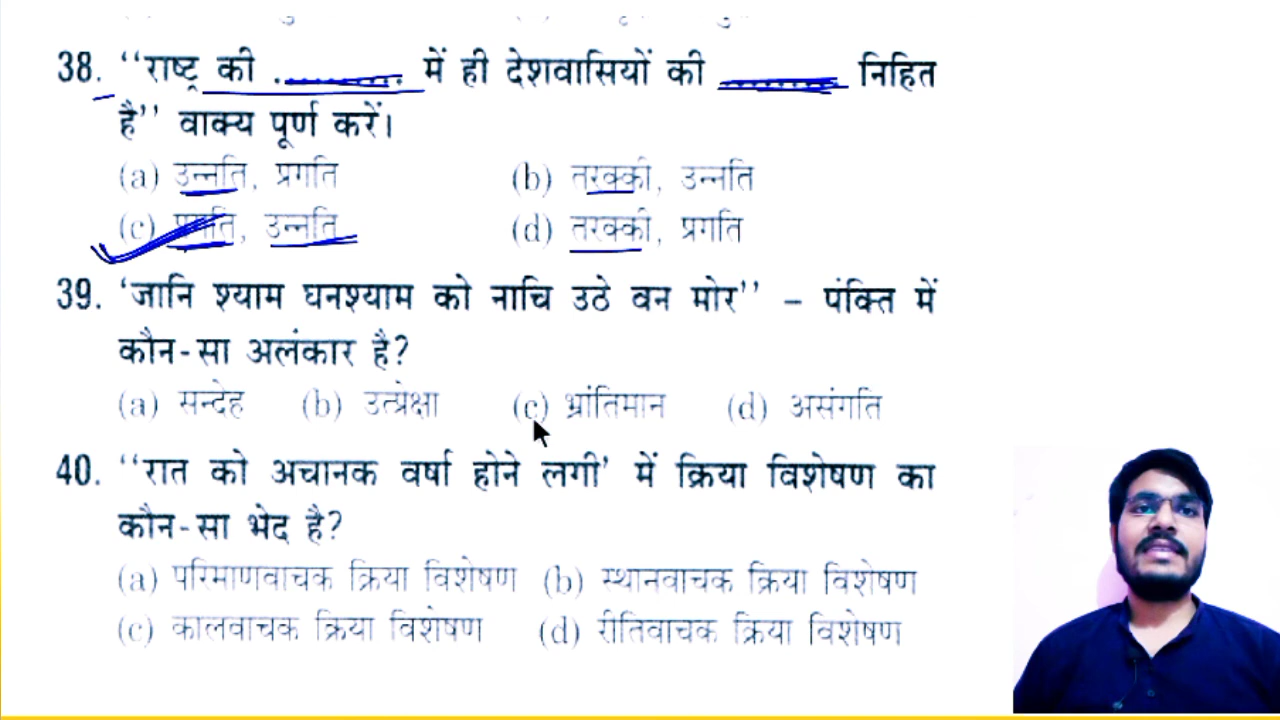 38. ‘‘राष्ट्र की .......... में ही देशवासियों की .......... निहित
है’’ वाक्य पूर्ण करें।
(a) उन्नति, प्रगति (b) तरक्की, उन्नति
(c) प्रगति, उन्नति (d) तरक्की, प्रगति
39. ‘जानि श्याम घनश्याम को नाचि उठे वन मोर’’ – पंक्ति में
कौन-सा अलंकार है?
(a) सन्देह (b) उत्प्रेक्षा (c) भ्रांतिमान (d) असंगति
40. ‘‘रात को अचानक वर्षा होने लगी’ में क्रिया विशेषण का
कौन-सा भेद है?
(a) परिमाणवाचक क्रिया विशेषण (b) स्थानवाचक क्रिया विशेषण
(c) कालवाचक क्रिया विशेषण (d) रीतिवाचक क्रिया विशेषण